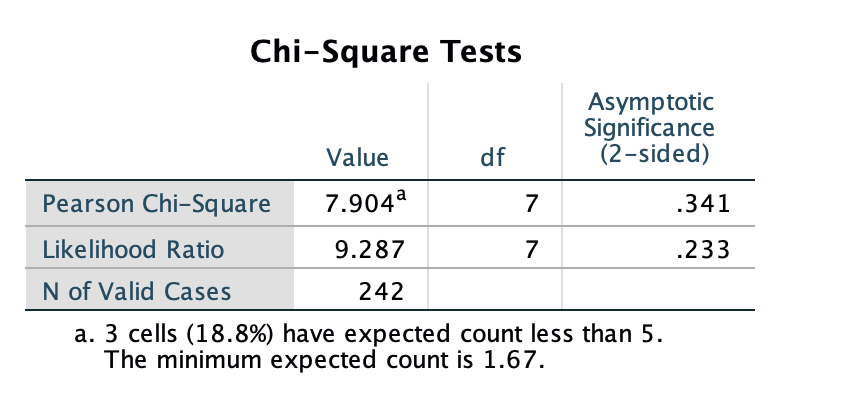 Chi-Square Tests
Value df Asymptotic Significance (2-sided)
Pearson Chi-Square 7.904a 7 .341
Likelihood Ratio 9.287 7 .233
N of Valid Cases 242
a. 3 cells (18.8%) have expected count less than 5.
The minimum expected count is 1.67.